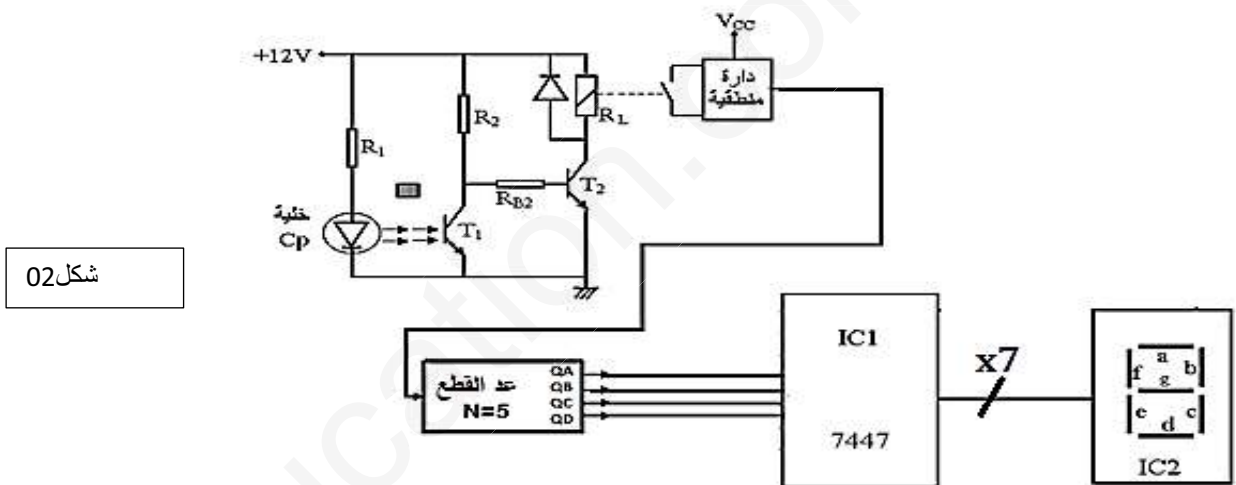 VCC
+12V
دارة
منطقية
R1
R2
RL
RB2
T1
T2
خلية
Cp
شكل02
عد القطع
N=5
QA
QB
QC
QD
IC1
7447
x7
a
f b
g
e c
d
IC2